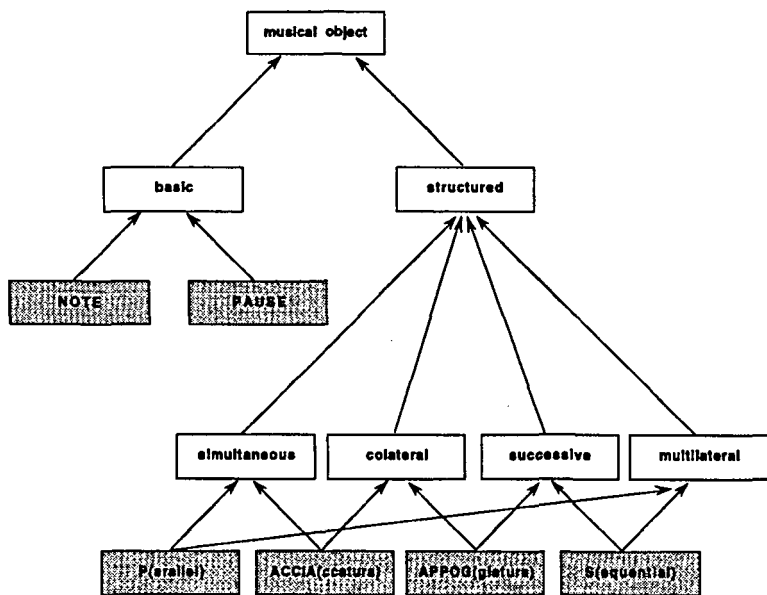 musical object
basic
structured
NOTE
PAUSE
simultaneous
colateral
successive
multilateral
P(arallel)
ACCIA(ccatura)
APPOG(giatura)
S(equential)